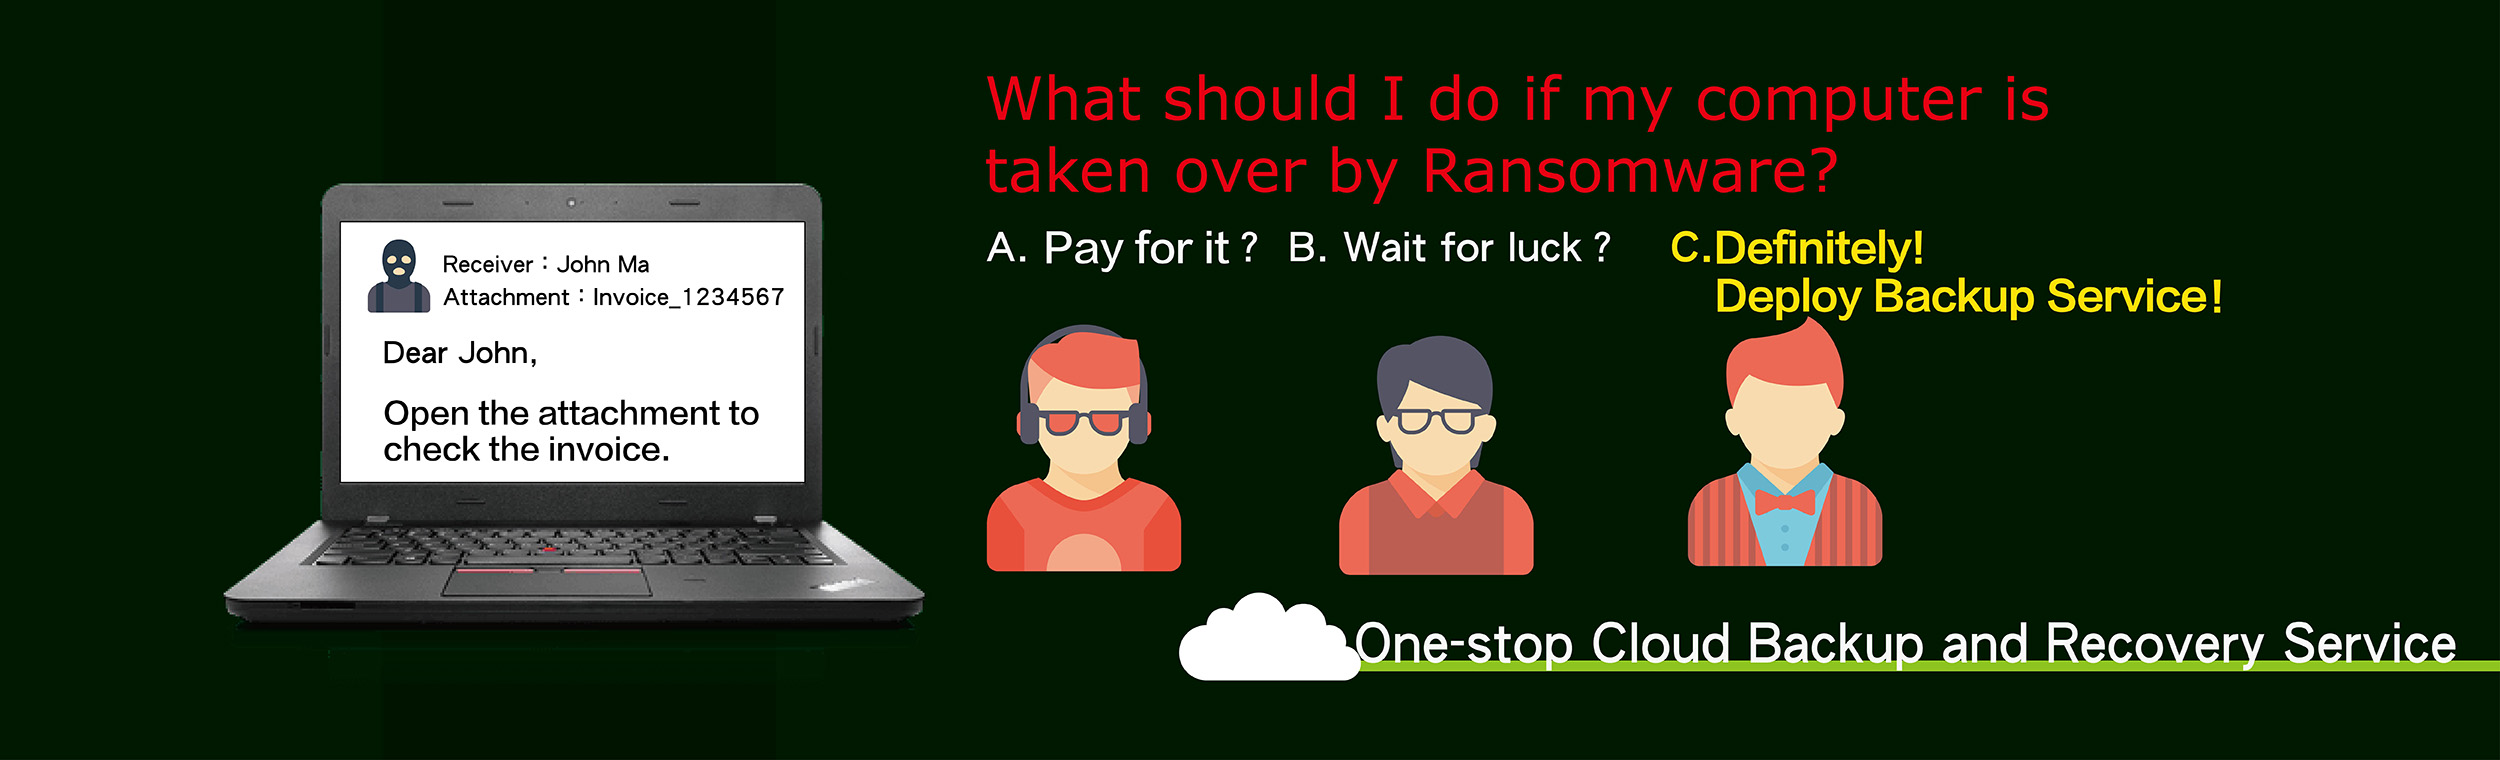 Receiver：John Ma
Attachment：Invoice_1234567
Dear John,
Open the attachment to
check the invoice.
What should I do if my computer is
taken over by Ransomware?
A. Pay for it？ B. Wait for luck？ C.Definitely!
Deploy Backup Service!
One-stop Cloud Backup and Recovery Service